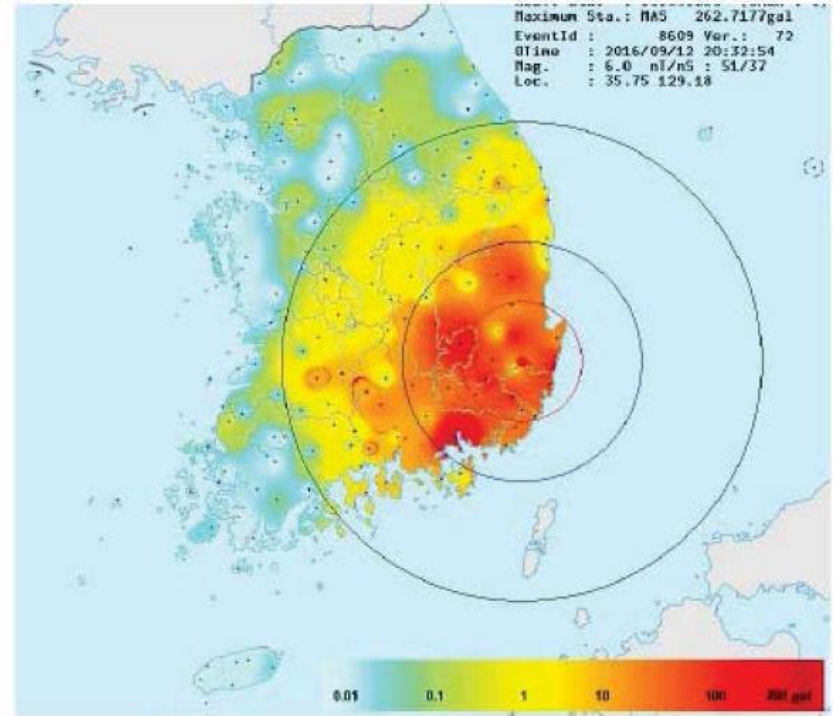 Maximum Sta.: MAS 262.7177gal
EventId : 8609 Ver.: 72
OTime : 2016/09/12 20:32:54
Mag. : 6.0 nT/nS : 51/37
Loc. : 35.75 129.18
0.01 0.1 1 10 100 200 gal